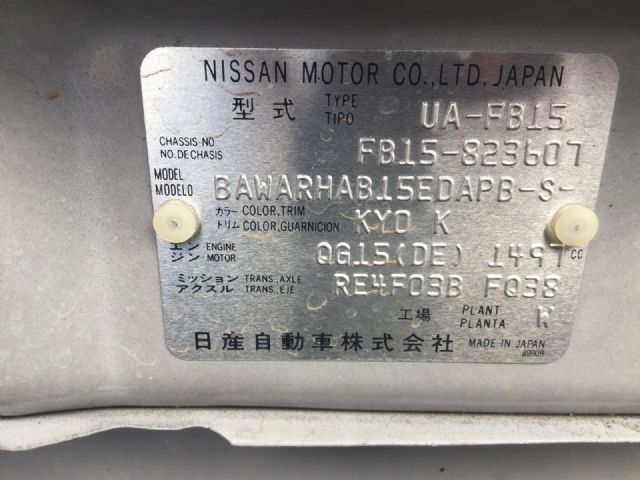 NISSAN MOTOR CO.,LTD. JAPAN
型式 TYPE TIPO UA-FB15
CHASSIS NO. NO. DE CHASIS FB15-823607
MODEL MODELO BAWARHAB15EDAPB-S-
カラー COLOR,TRIM トリム COLOR,GUARNICION KY0 K
エンジン ENGINE MOTOR QG15(DE) 1497 CC
ミッション TRANS.,AXLE アクスル TRANS.,EJE RE4F03B FQ38
工場 PLANT PLANTA
日産自動車株式会社 MADE IN JAPAN
89909